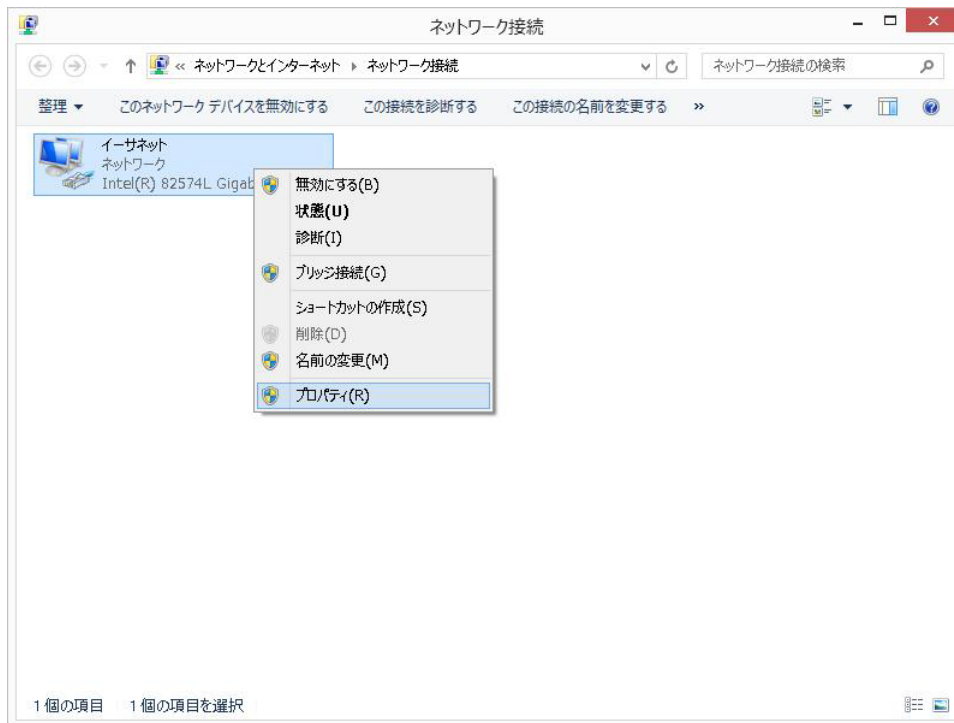 ネットワーク接続
« ネットワークとインターネット ▸ ネットワーク接続
ネットワーク接続の検索
整理 ▼ このネットワーク デバイスを無効にする この接続を診断する この接続の名前を変更する »
イーサネット
ネットワーク
Intel(R) 82574L Gigab
無効にする(B)
状態(U)
診断(I)
ブリッジ接続(G)
ショートカットの作成(S)
削除(D)
名前の変更(M)
プロパティ(R)
1 個の項目 1 個の項目を選択